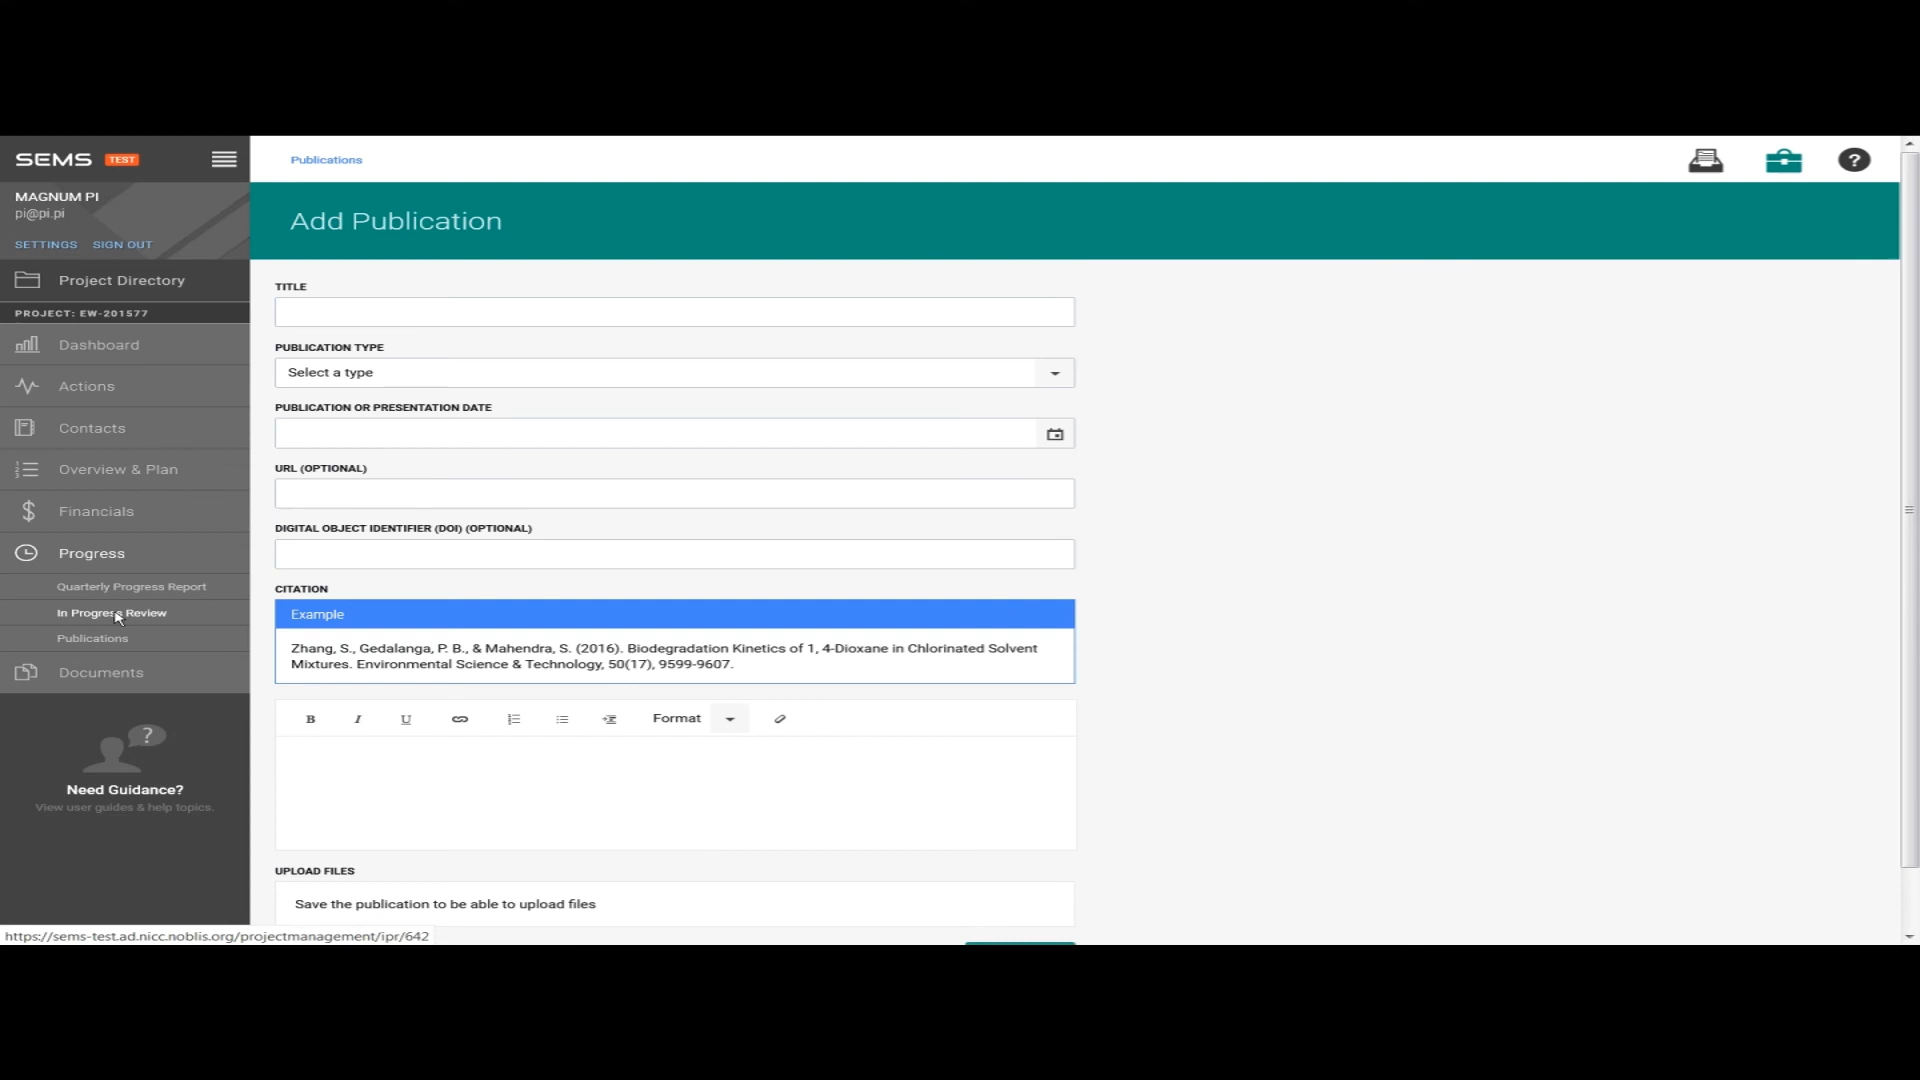 SEMS TEST
MAGNUM PI
pi@pi.pi
SETTINGS SIGN OUT
Project Directory
PROJECT: EW-201577
Dashboard
Actions
Contacts
Overview & Plan
Financials
Progress
Quarterly Progress Report
In Progress Review
Publications
Documents
?
Need Guidance?
View user guides & help topics.
Publications
?
Add Publication
TITLE
PUBLICATION TYPE
Select a type
PUBLICATION OR PRESENTATION DATE
URL (OPTIONAL)
DIGITAL OBJECT IDENTIFIER (DOI) (OPTIONAL)
CITATION
Example
Zhang, S., Gedalanga, P. B., & Mahendra, S. (2016). Biodegradation Kinetics of 1, 4-Dioxane in Chlorinated Solvent
Mixtures. Environmental Science & Technology, 50(17), 9599-9607.
B I U Format
UPLOAD FILES
Save the publication to be able to upload files
https://sems-test.ad.nicc.noblis.org/projectmanagement/ipr/642